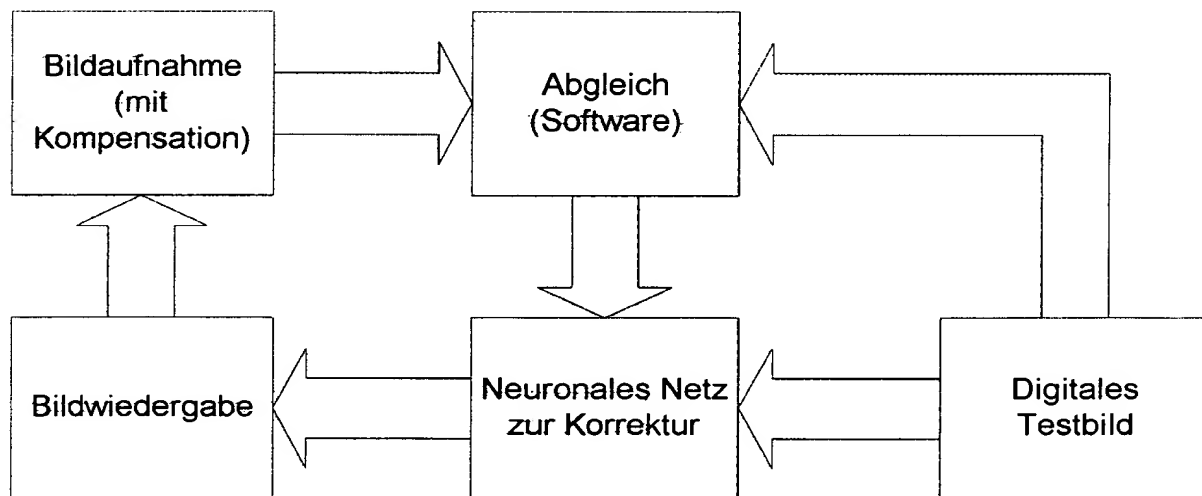 Bildaufnahme
(mit
Kompensation)
Abgleich
(Software)
Bildwiedergabe
Neuronales Netz
zur Korrektur
Digitales
Testbild